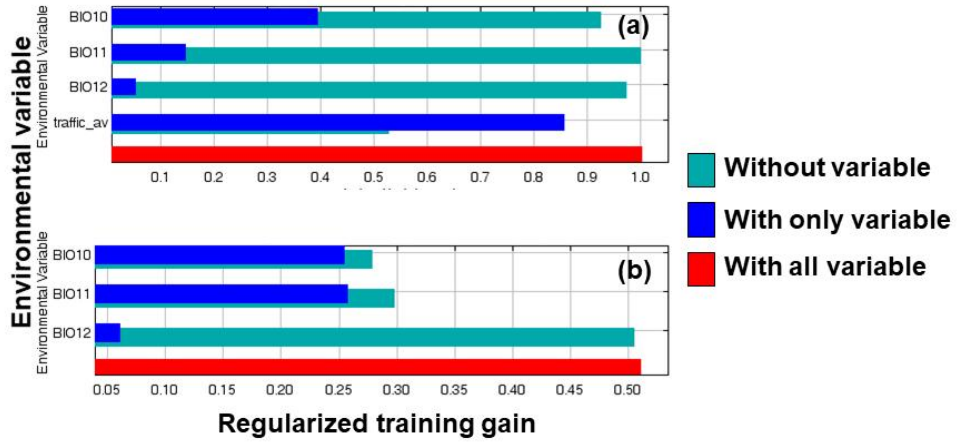 Environmental variable
Environmental Variable
BIO10
BIO11
BIO12
traffic_av
(a)
0.1 0.2 0.3 0.4 0.5 0.6 0.7 0.8 0.9 1.0
Without variable
With only variable
With all variable
Environmental Variable
BIO10
BIO11
BIO12
(b)
0.05 0.10 0.15 0.20 0.25 0.30 0.35 0.40 0.45 0.50
Regularized training gain